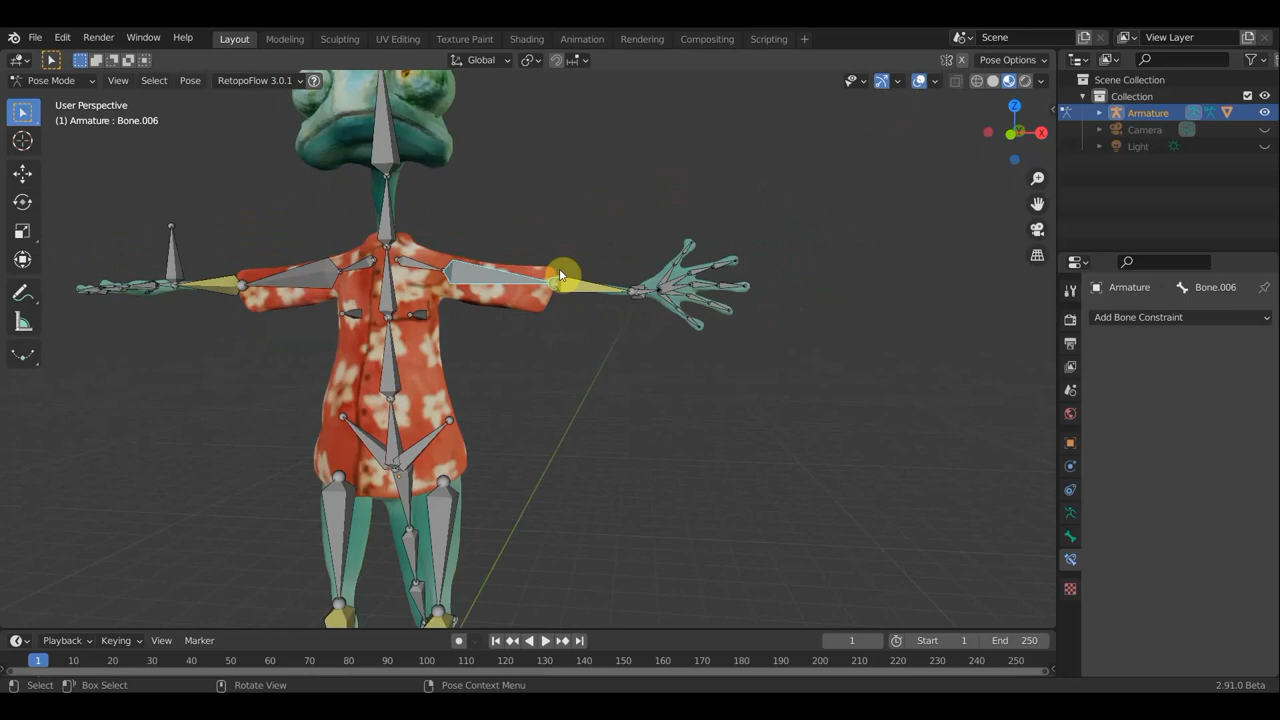 File Edit Render Window Help Layout Modeling Sculpting UV Editing Texture Paint Shading Animation Rendering Compositing Scripting + Scene View Layer
Global Pose Options
Pose Mode View Select Pose RetopoFlow 3.0.1 ?
User Perspective
(1) Armature : Bone.006
Z
X
Scene Collection
Collection
Armature
Camera
Light
Armature Bone.006
Add Bone Constraint
Playback Keying View Marker 1 Start 1 End 250
1 10 20 30 40 50 60 70 80 90 100 110 120 130 140 150 160 170 180 190 200 210 220 230 240 250
Select Box Select Rotate View Pose Context Menu 2.91.0 Beta